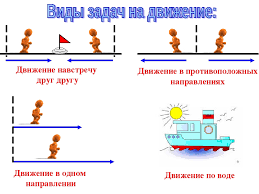 Виды задач на движение:
Движение навстречу
друг другу
Движение в противоположных
направлениях
Движение в одном
направлении
Движение по воде